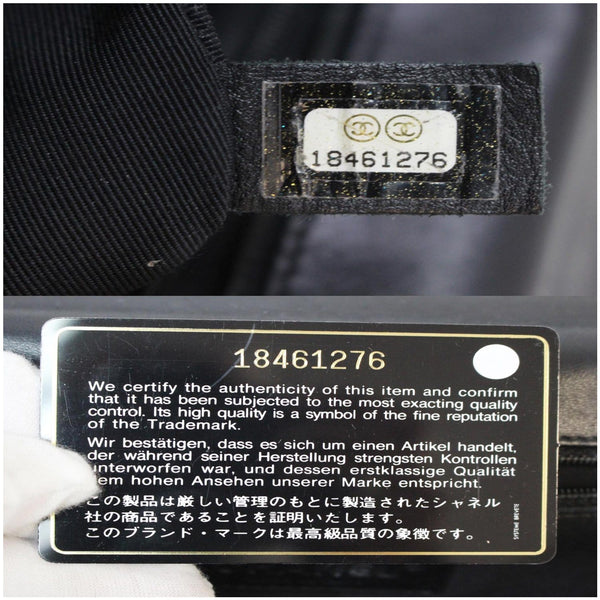 18461276
18461276
We certify the authenticity of this item and confirm
that it has been subjected to the most exacting quality
control. Its high quality is a symbol of the fine reputation
of the Trademark.
Wir bestätigen, dass es sich um einen Artikel handelt,
der während seiner Herstellung strengsten Kontrollen
unterworfen war, und dessen erstklassige Qualität
dem hohen Ansehen unserer Marke entspricht.
この製品は厳しい管理のもとに製造されたシャネル
社の商品であることを証明いたします。
このブランド・マークは最高級品質の象徴です。